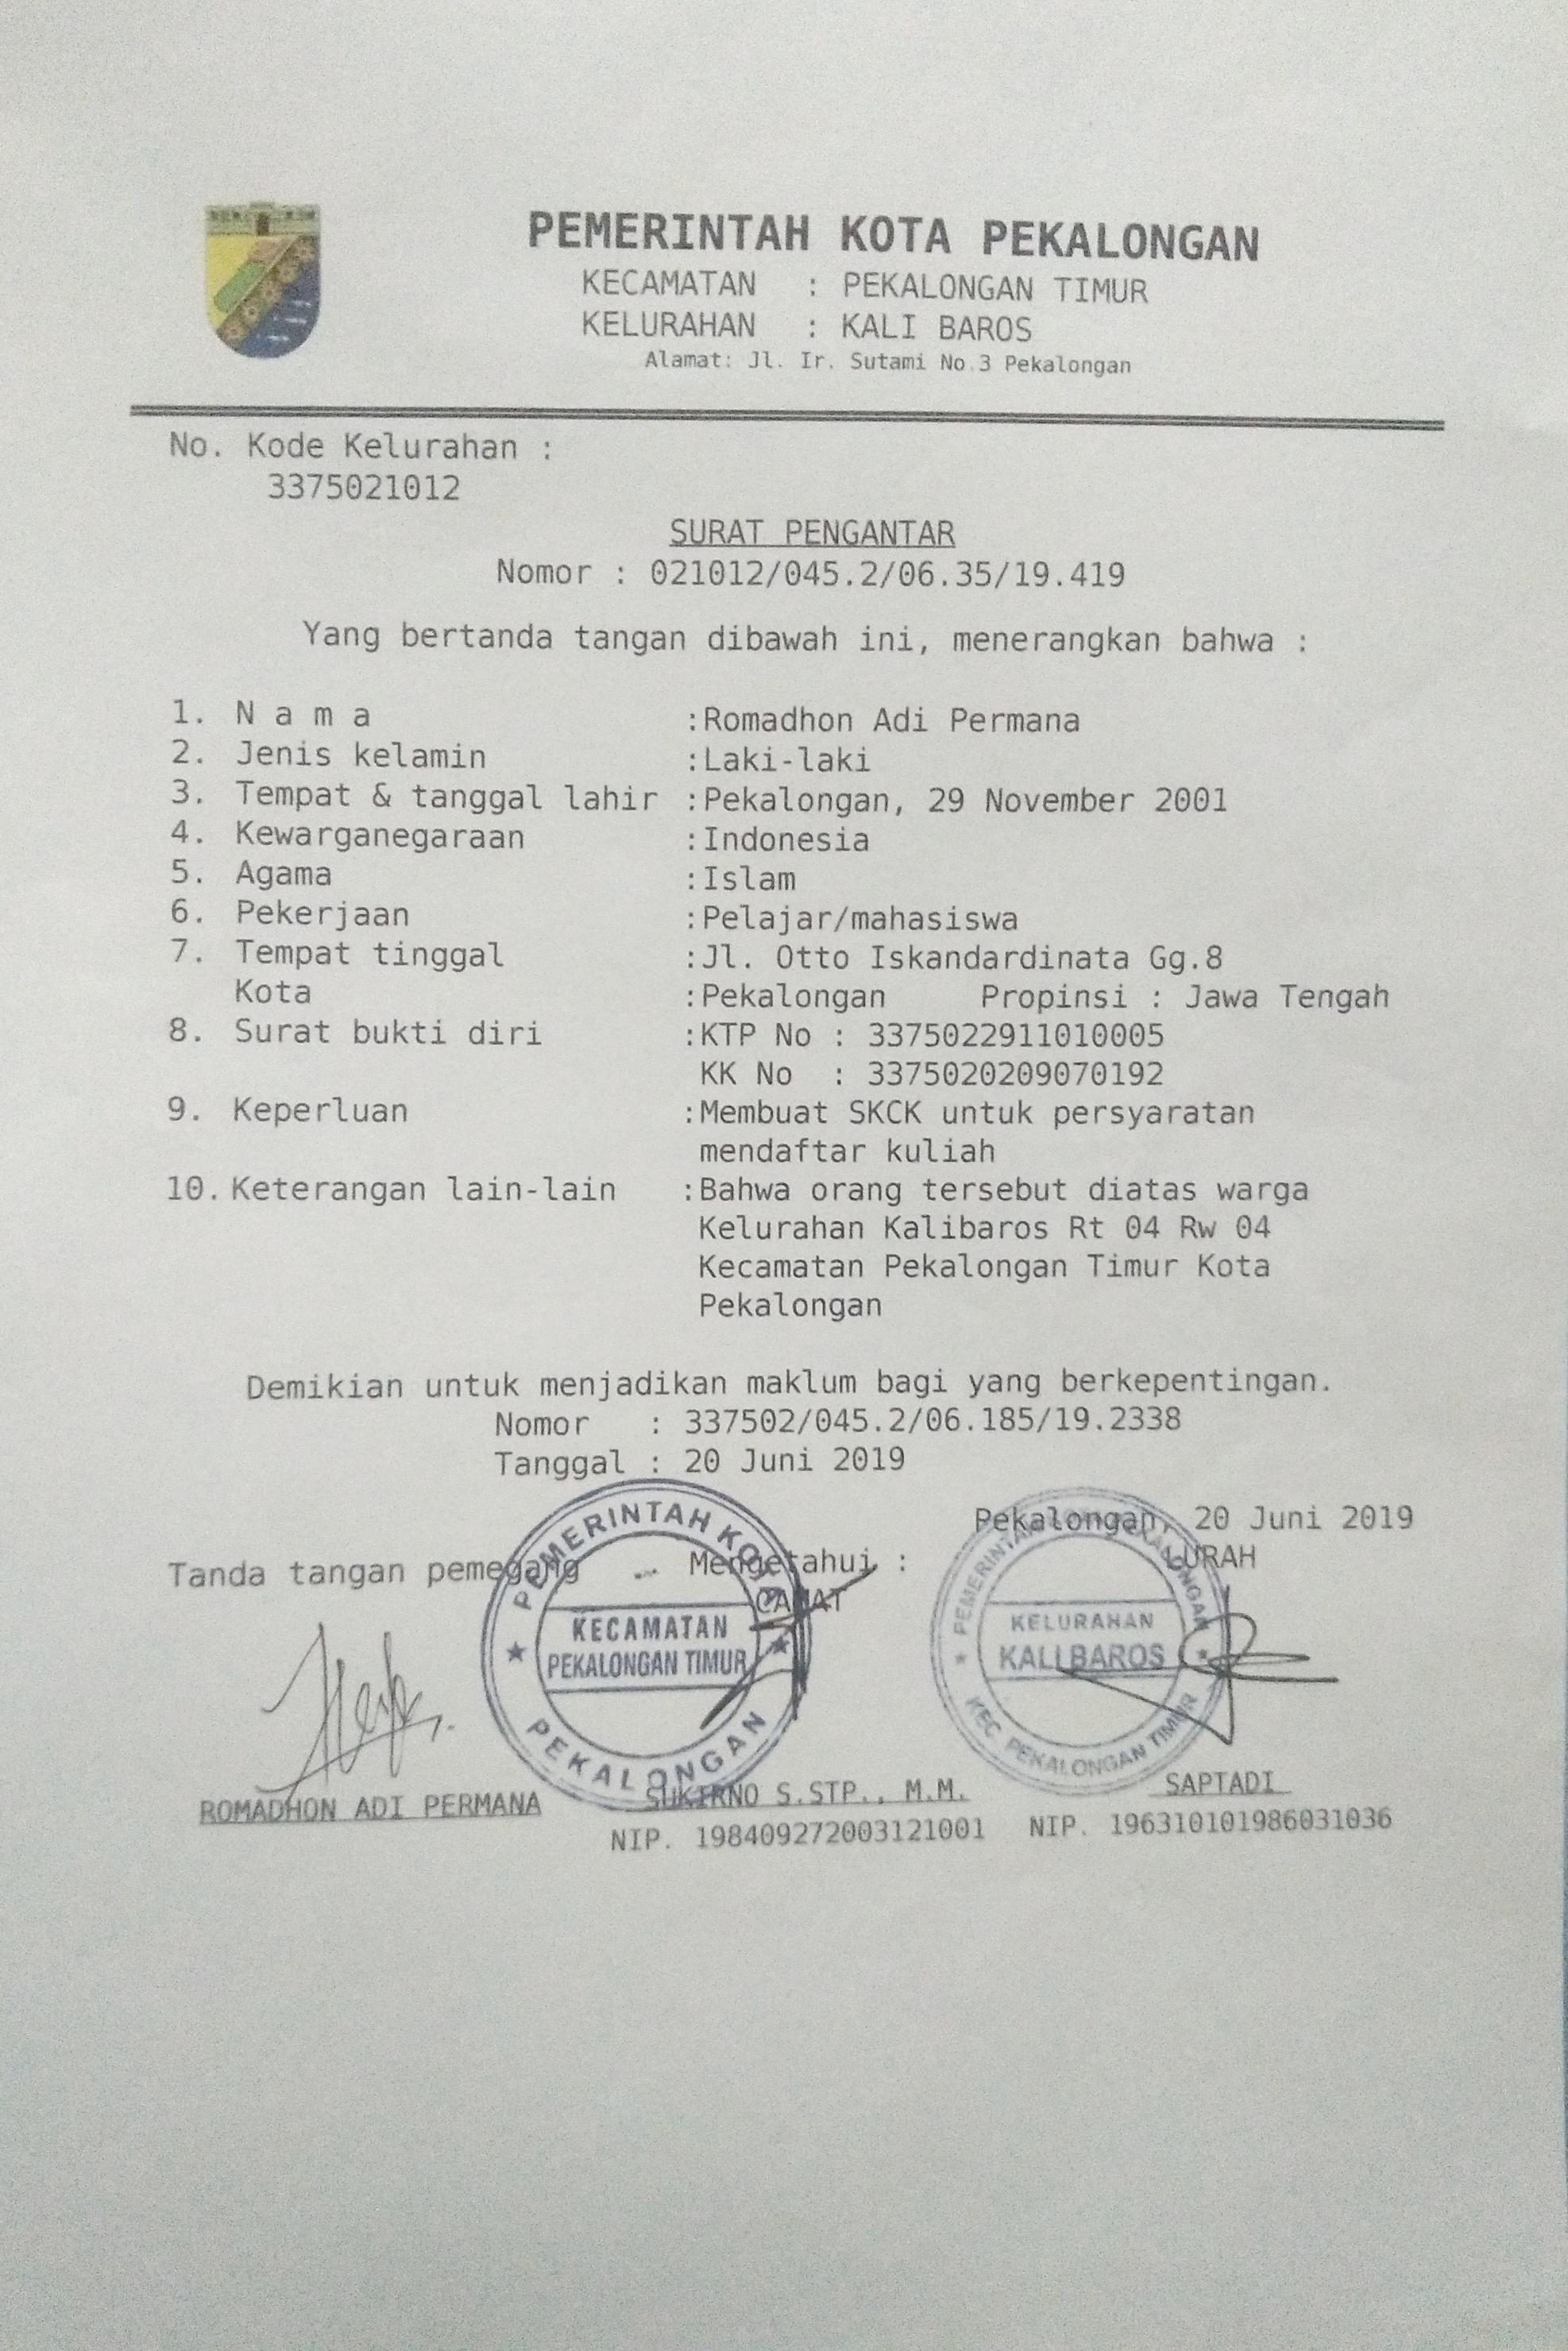 PEMERINTAH KOTA PEKALONGAN
KECAMATAN : PEKALONGAN TIMUR
KELURAHAN : KALI BAROS
Alamat: Jl. Ir. Sutami No.3 Pekalongan
No. Kode Kelurahan :
3375021012
SURAT PENGANTAR
Nomor : 021012/045.2/06.35/19.419
Yang bertanda tangan dibawah ini, menerangkan bahwa :
1. N a m a :Romadhon Adi Permana
2. Jenis kelamin :Laki-laki
3. Tempat & tanggal lahir :Pekalongan, 29 November 2001
4. Kewarganegaraan :Indonesia
5. Agama :Islam
6. Pekerjaan :Pelajar/mahasiswa
7. Tempat tinggal :Jl. Otto Iskandardinata Gg.8
Kota :Pekalongan Propinsi : Jawa Tengah
8. Surat bukti diri :KTP No : 3375022911010005
KK No : 3375020209070192
9. Keperluan :Membuat SKCK untuk persyaratan
mendaftar kuliah
10. Keterangan lain-lain :Bahwa orang tersebut diatas warga
Kelurahan Kalibaros Rt 04 Rw 04
Kecamatan Pekalongan Timur Kota
Pekalongan
Demikian untuk menjadikan maklum bagi yang berkepentingan.
Nomor : 337502/045.2/06.185/19.2338
Tanggal : 20 Juni 2019
Pekalongan, 20 Juni 2019
Tanda tangan pemegang Mengetahui : LURAH
CAMAT
PEMERINTAH KOTA
KECAMATAN
PEKALONGAN TIMUR
PEKALONGAN
PEMERINTAH KOTA PEKALONGAN
KELURAHAN
KALIBAROS
KEC. PEKALONGAN TIMUR
ROMADHON ADI PERMANA SUKIRNO S.STP., M.M. SAPTADI
NIP. 198409272003121001 NIP. 196310101986031036